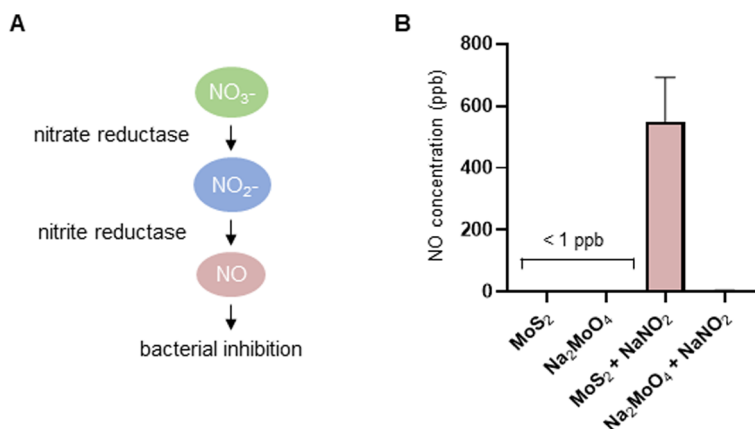 A
NO₃-
nitrate reductase
NO₂-
nitrite reductase
NO
bacterial inhibition
B
NO concentration (ppb)
800
600
400
200
0
< 1 ppb
MoS₂
Na₂MoO₄
MoS₂ + NaNO₂
Na₂MoO₄ + NaNO₂